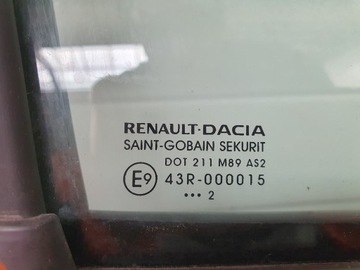 RENAULT·DACIA
SAINT-GOBAIN SEKURIT
DOT 211 M89 AS2
E9 43R-000015
••• 2